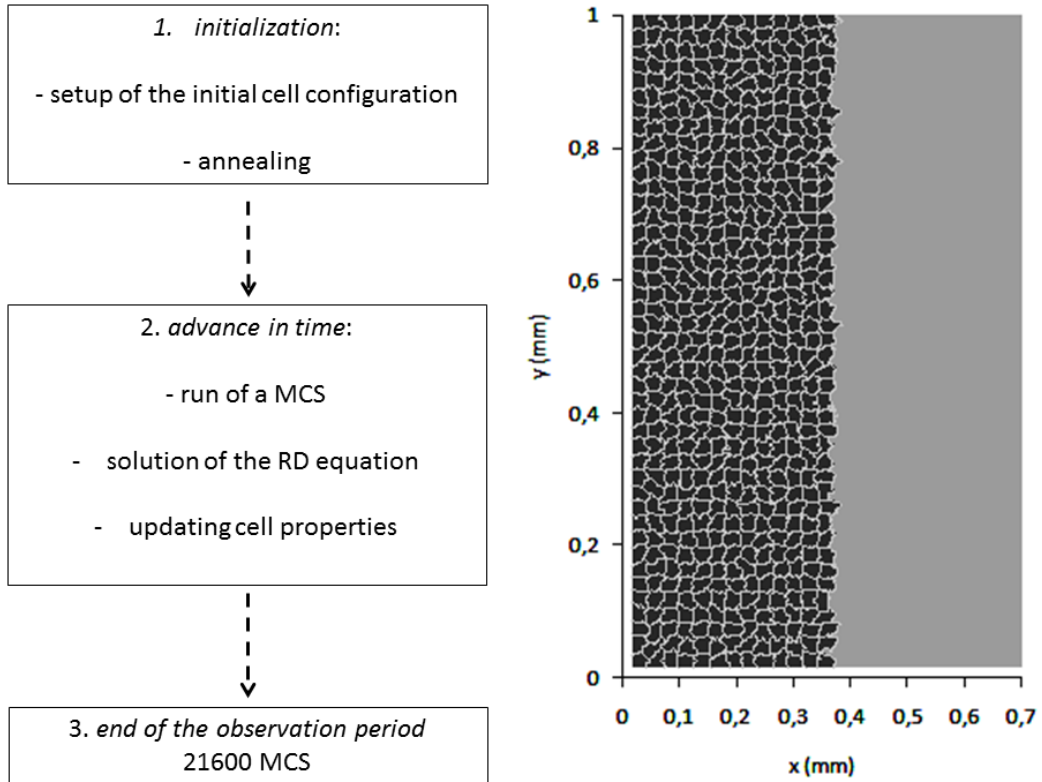 1. initialization:
- setup of the initial cell configuration
- annealing
2. advance in time:
- run of a MCS
- solution of the RD equation
- updating cell properties
3. end of the observation period
21600 MCS
1
0,8
0,6
0,4
0,2
0
y (mm)
0 0,1 0,2 0,3 0,4 0,5 0,6 0,7
x (mm)